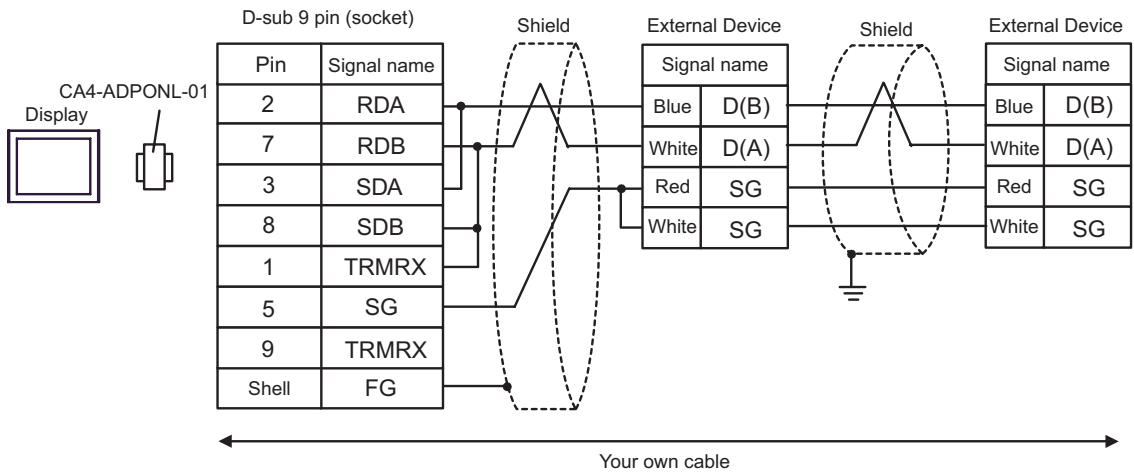 D-sub 9 pin (socket)
Shield
External Device
Shield
External Device
CA4-ADPONL-01
Display
Pin Signal name
2 RDA
7 RDB
3 SDA
8 SDB
1 TRMRX
5 SG
9 TRMRX
Shell FG
Signal name
Blue D(B)
White D(A)
Red SG
White SG
Signal name
Blue D(B)
White D(A)
Red SG
White SG
Your own cable